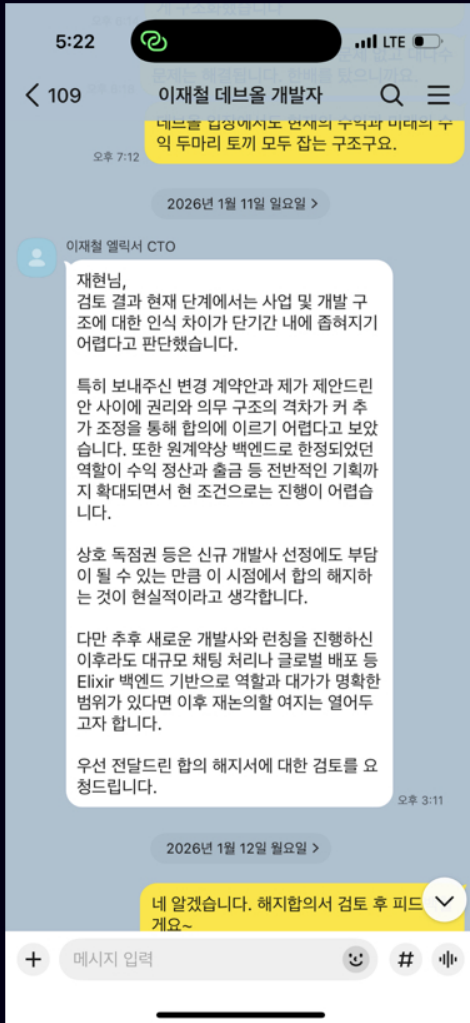 5:22
LTE
109
이재철 데브올 개발자
데브올 입장에서도 현재의 수익과 미래의 수
익 두마리 토끼 모두 잡는 구조구요.
오후 7:12
2026년 1월 11일 일요일 >
이재철 엘릭서 CTO
재현님,
검토 결과 현재 단계에서는 사업 및 개발 구
조에 대한 인식 차이가 단기간 내에 좁혀지기
어렵다고 판단했습니다.
특히 보내주신 변경 계약안과 제가 제안드린
안 사이에 권리와 의무 구조의 격차가 커 추
가 조정을 통해 합의에 이르기 어렵다고 보았
습니다. 또한 원계약상 백엔드로 한정되었던
역할이 수익 정산과 출금 등 전반적인 기획까
지 확대되면서 현 조건으로는 진행이 어렵습
니다.
상호 독점권 등은 신규 개발사 선정에도 부담
이 될 수 있는 만큼 이 시점에서 합의 해지하
는 것이 현실적이라고 생각합니다.
다만 추후 새로운 개발사와 런칭을 진행하신
이후라도 대규모 채팅 처리나 글로벌 배포 등
Elixir 백엔드 기반으로 역할과 대가가 명확한
범위가 있다면 이후 재논의할 여지는 열어두
고자 합니다.
우선 전달드린 합의 해지서에 대한 검토를 요
청드립니다.
오후 3:11
2026년 1월 12일 월요일 >
네 알겠습니다. 해지합의서 검토 후 피드
게요~
메시지 입력
#